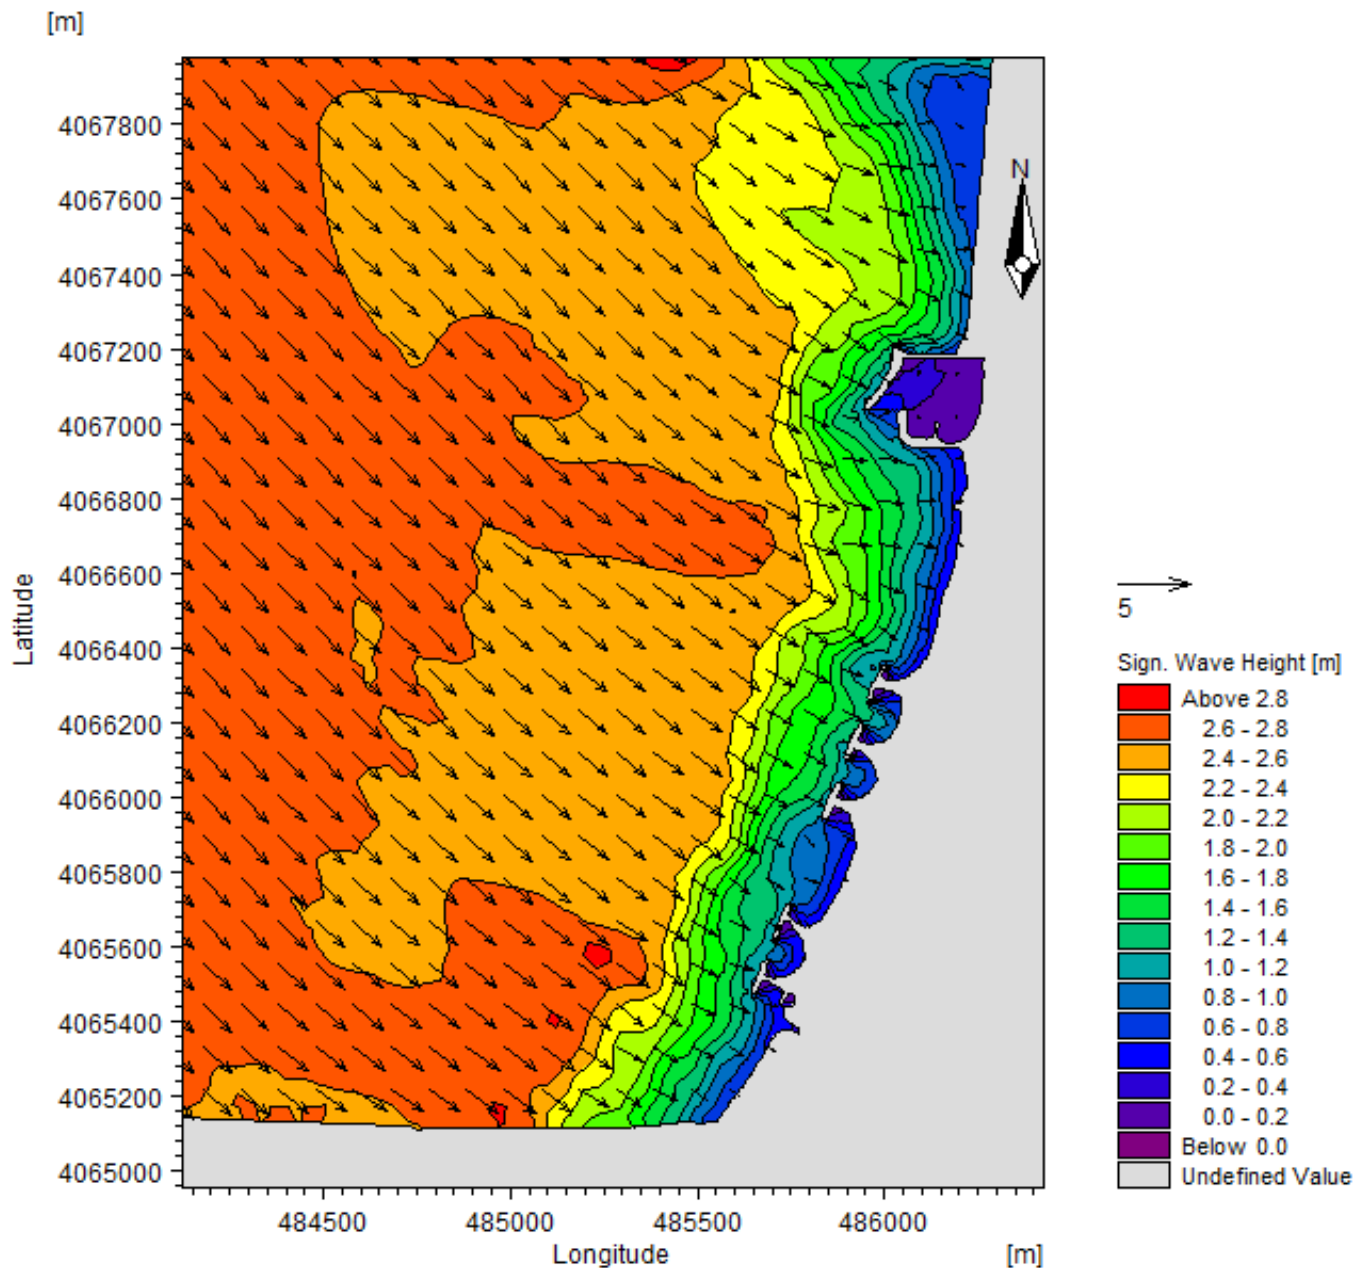 [m]
4067800
4067600
4067400
4067200
4067000
4066800
4066600
4066400
4066200
4066000
4065800
4065600
4065400
4065200
4065000
Latitude
484500
485000
485500
486000
Longitude
[m]
N
5
Sign. Wave Height [m]
Above 2.8
2.6 - 2.8
2.4 - 2.6
2.2 - 2.4
2.0 - 2.2
1.8 - 2.0
1.6 - 1.8
1.4 - 1.6
1.2 - 1.4
1.0 - 1.2
0.8 - 1.0
0.6 - 0.8
0.4 - 0.6
0.2 - 0.4
0.0 - 0.2
Below 0.0
Undefined Value